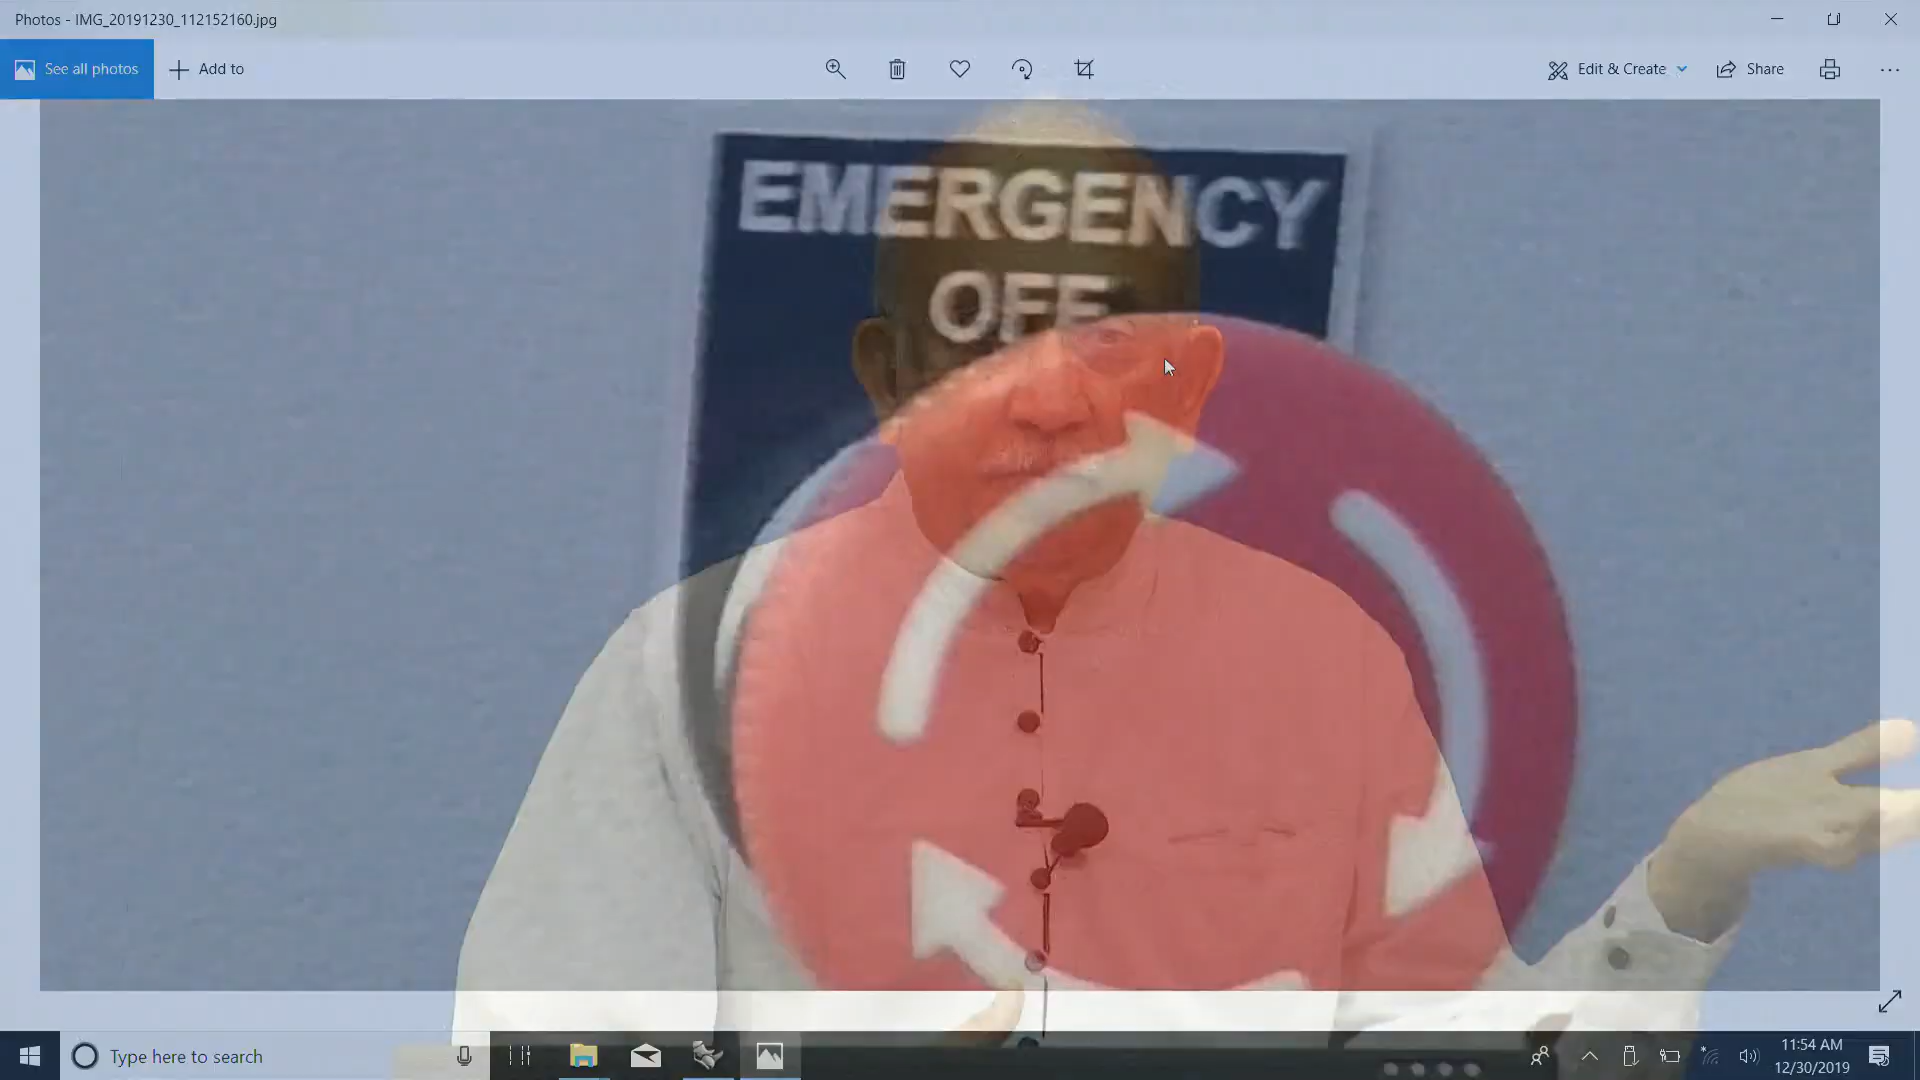 Photos - IMG_20191230_112152160.jpg
See all photos
Add to
Edit & Create
Share
EMERGENCY
OFF
Type here to search
11:54 AM
12/30/2019